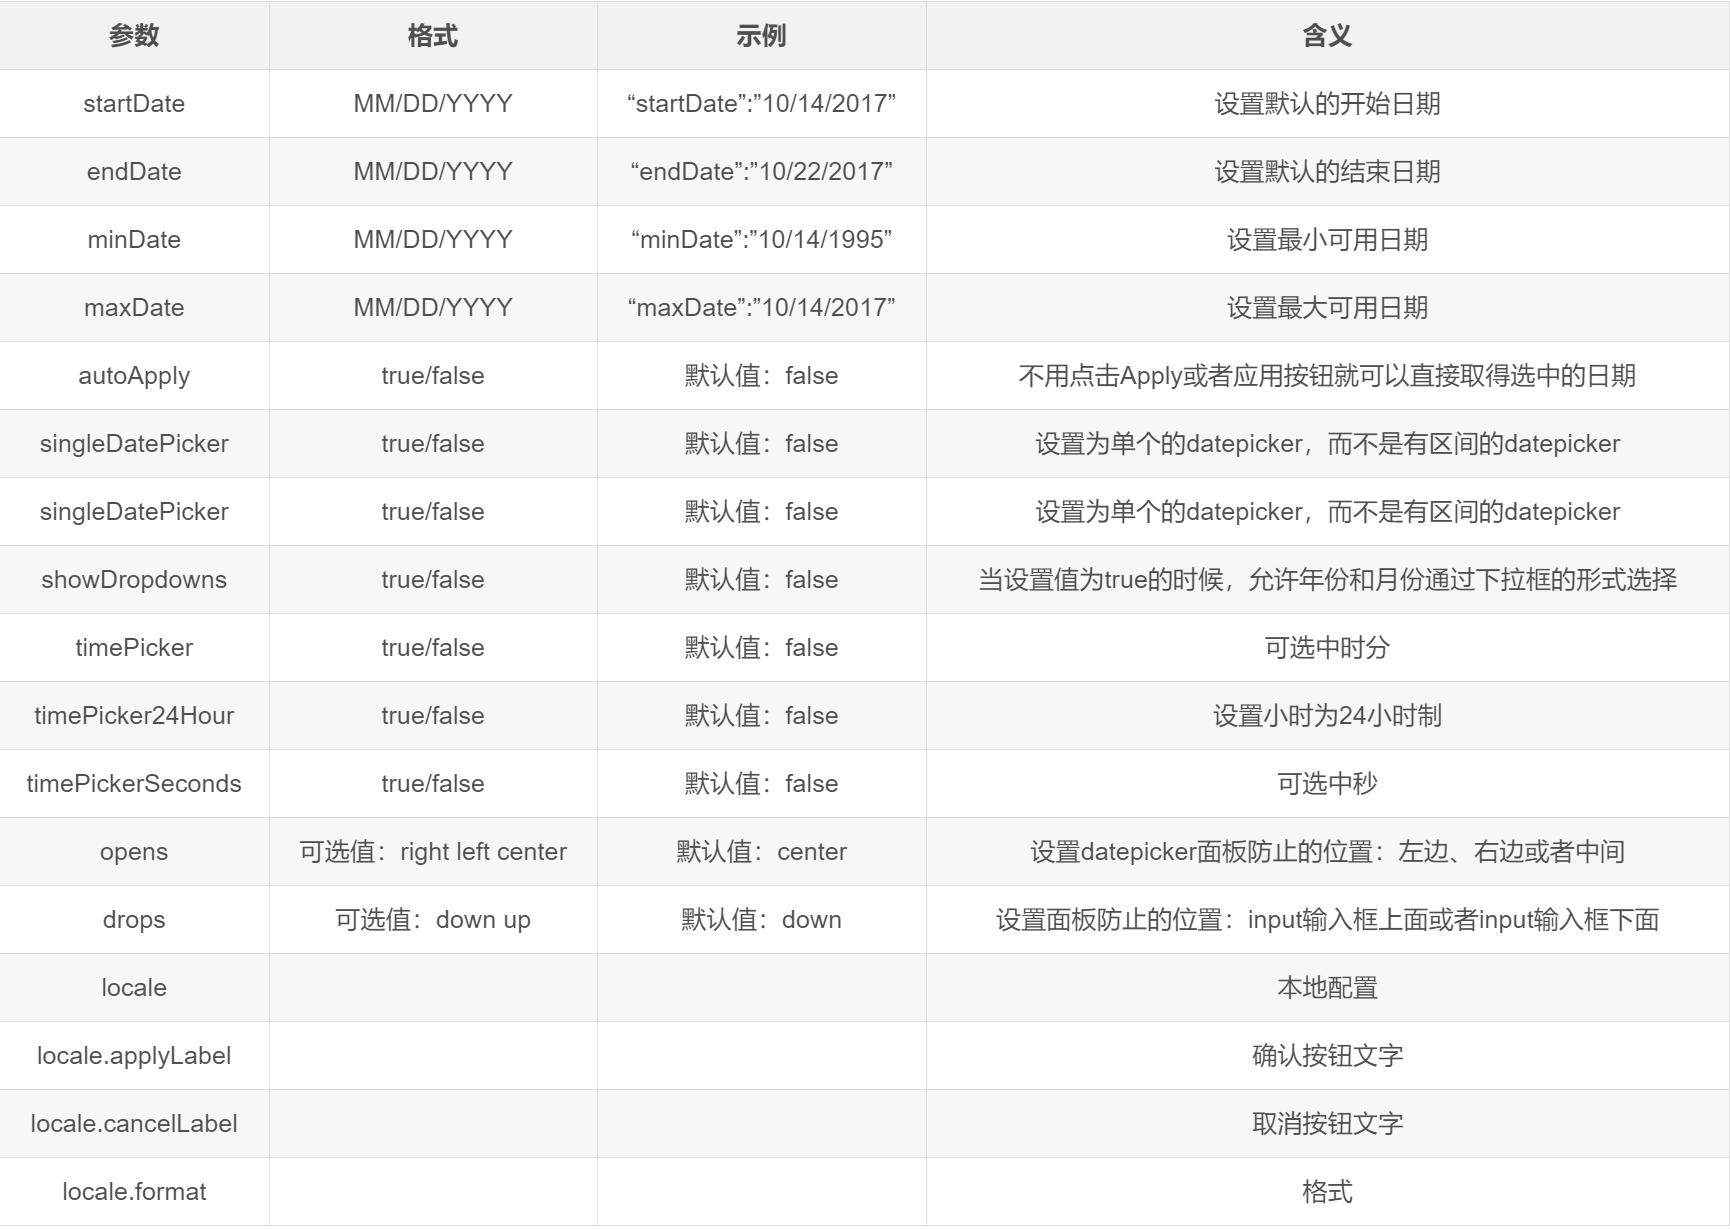 参数 格式 示例 含义
startDate MM/DD/YYYY “startDate”:”10/14/2017” 设置默认的开始日期
endDate MM/DD/YYYY “endDate”:”10/22/2017” 设置默认的结束日期
minDate MM/DD/YYYY “minDate”:”10/14/1995” 设置最小可用日期
maxDate MM/DD/YYYY “maxDate”:”10/14/2017” 设置最大可用日期
autoApply true/false 默认值：false 不用点击Apply或者应用按钮就可以直接取得选中的日期
singleDatePicker true/false 默认值：false 设置为单个的datepicker，而不是有区间的datepicker
singleDatePicker true/false 默认值：false 设置为单个的datepicker，而不是有区间的datepicker
showDropdowns true/false 默认值：false 当设置值为true的时候，允许年份和月份通过下拉框的形式选择
timePicker true/false 默认值：false 可选中时分
timePicker24Hour true/false 默认值：false 设置小时为24小时制
timePickerSeconds true/false 默认值：false 可选中秒
opens 可选值：right left center 默认值：center 设置datepicker面板防止的位置：左边、右边或者中间
drops 可选值：down up 默认值：down 设置面板防止的位置：input输入框上面或者input输入框下面
locale 本地配置
locale.applyLabel 确认按钮文字
locale.cancelLabel 取消按钮文字
locale.format 格式